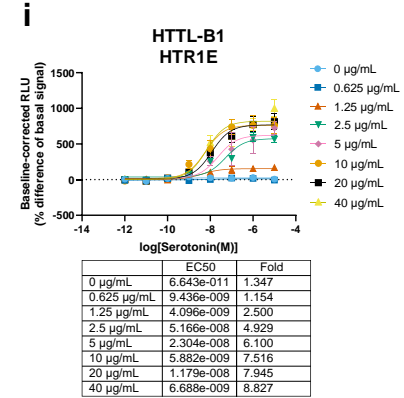 i
HTTL-B1
HTR1E
Baseline-corrected RLU
(% difference of basal signal)
1500
1000
500
0
-500
-14 -12 -10 -8 -6 -4
log[Serotonin(M)]
0 µg/mL
0.625 µg/mL
1.25 µg/mL
2.5 µg/mL
5 µg/mL
10 µg/mL
20 µg/mL
40 µg/mL
EC50 Fold
0 µg/mL 6.643e-011 1.347
0.625 µg/mL 9.436e-009 1.154
1.25 µg/mL 4.096e-009 2.500
2.5 µg/mL 5.166e-008 4.929
5 µg/mL 2.304e-008 6.100
10 µg/mL 5.882e-009 7.516
20 µg/mL 1.179e-008 7.945
40 µg/mL 6.688e-009 8.827